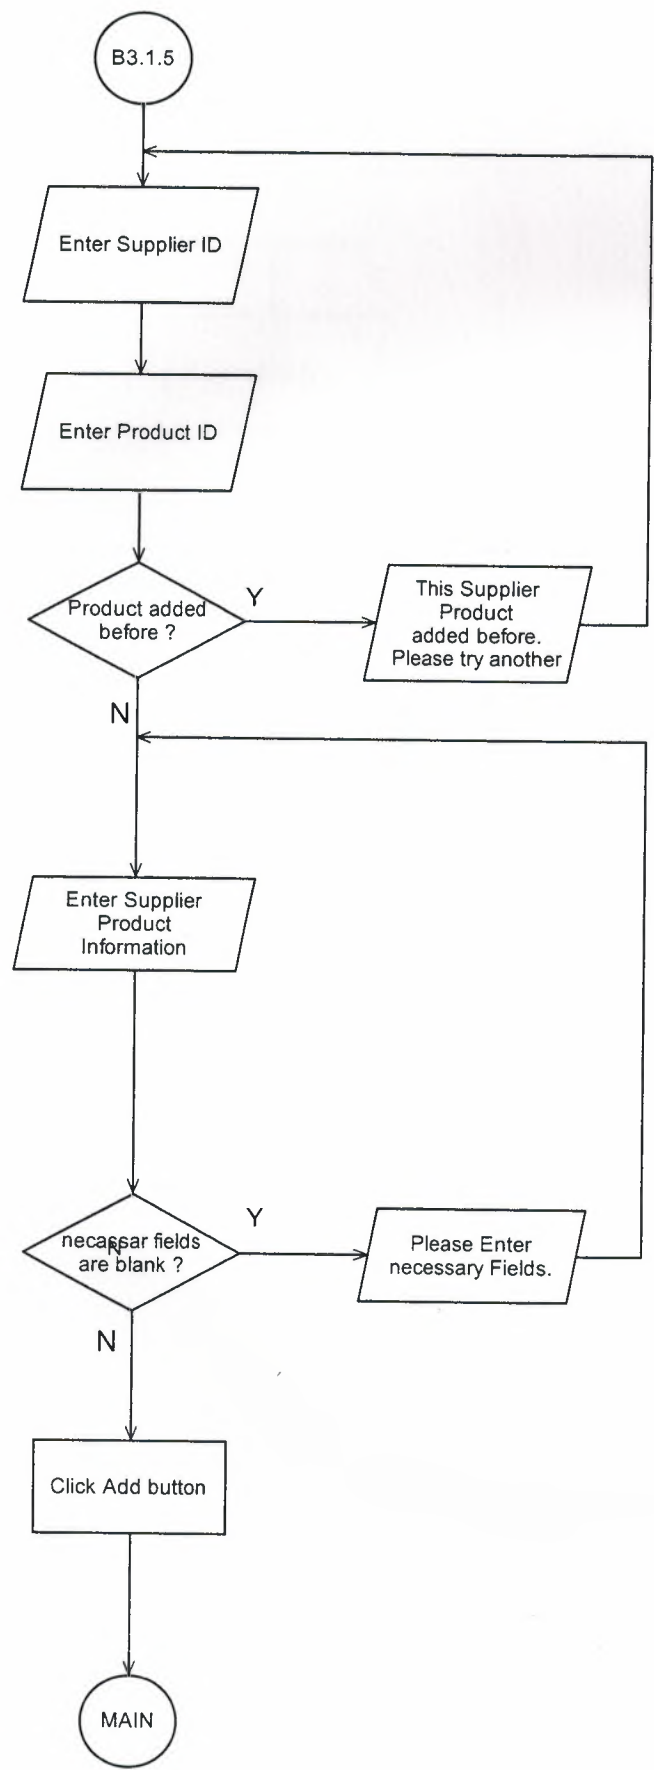 B3.1.5
Enter Supplier ID
Enter Product ID
Product added
before ?
Y
This Supplier
Product
added before.
Please try another
N
Enter Supplier
Product
Information
necassar fields
N
are blank ?
Y
Please Enter
necessary Fields.
N
Click Add button
MAIN